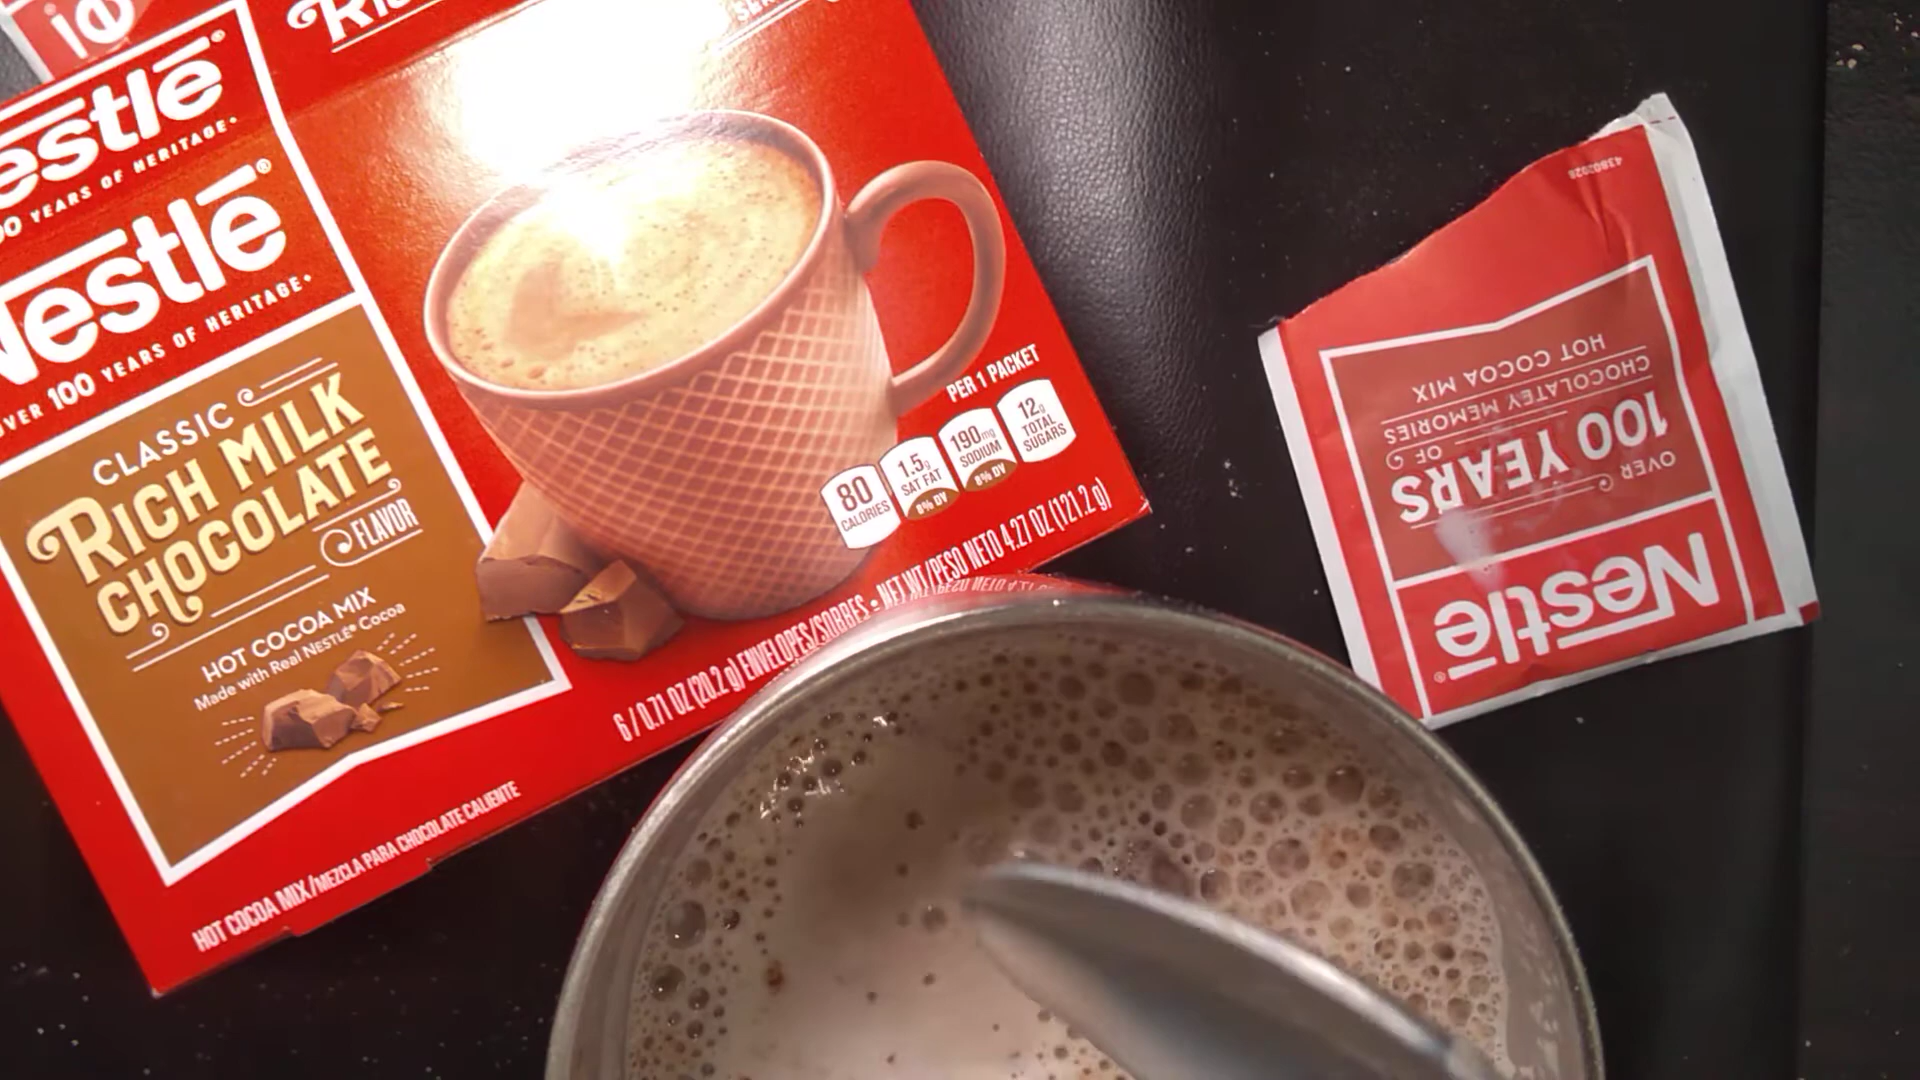 Nestlé®
YEARS OF HERITAGE.
Nestlé®
OVER 100 YEARS OF HERITAGE.
CLASSIC
RICH MILK
CHOCOLATE
FLAVOR
HOT COCOA MIX
Made with Real NESTLÉ® Cocoa
HOT COCOA MIX/MEZCLA PARA CHOCOLATE CALIENTE
PER 1 PACKET
80
CALORIES
1.5g
SAT FAT
8% DV
190mg
SODIUM
8% DV
12g
TOTAL
SUGARS
6 / 0.71 OZ (20.2 g) ENVELOPES/SOBRES • NET WT/PESO NETO 4.27 OZ (121.2 g)
Nestlé®
OVER
100 YEARS
OF
CHOCOLATEY MEMORIES
HOT COCOA MIX